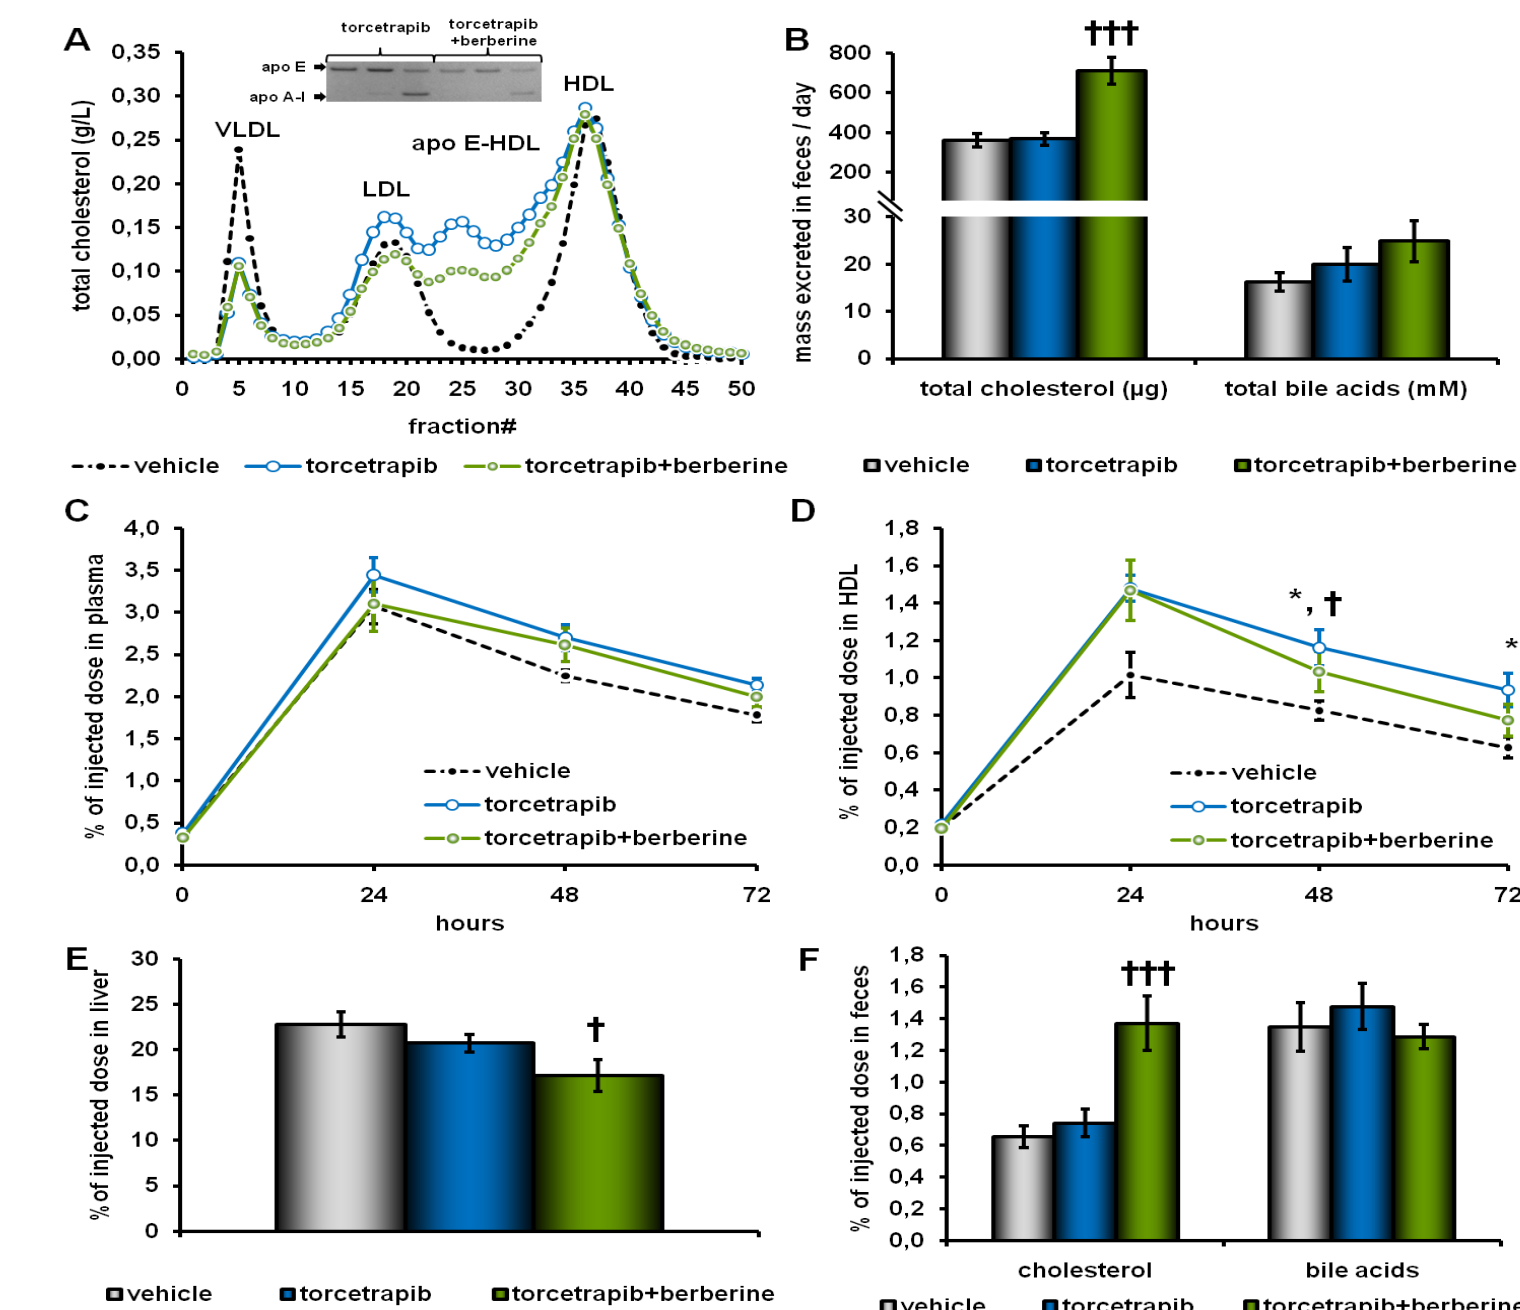 A
torcetrapib
torcetrapib
+berberine
apo E
apo A-I
0,35
0,30
0,25
0,20
0,15
0,10
0,05
0,00
total cholesterol (g/L)
VLDL
LDL
apo E-HDL
HDL
0 5 10 15 20 25 30 35 40 45 50
fraction#
vehicle torcetrapib torcetrapib+berberine
B
†††
800
600
400
200
30
20
10
0
mass excreted in feces / day
total cholesterol (µg) total bile acids (mM)
vehicle torcetrapib torcetrapib+berberine
C
4,0
3,5
3,0
2,5
2,0
1,5
1,0
0,5
0,0
% of injected dose in plasma
vehicle
torcetrapib
torcetrapib+berberine
0 24 48 72
hours
D
1,8
1,6
1,4
1,2
1,0
0,8
0,6
0,4
0,2
0,0
% of injected dose in HDL
*, †
*
vehicle
torcetrapib
torcetrapib+berberine
0 24 48 72
hours
E
30
25
20
15
10
5
0
% of injected dose in liver
†
vehicle torcetrapib torcetrapib+berberine
F
1,8
1,6
1,4
1,2
1,0
0,8
0,6
0,4
0,2
0,0
% of injected dose in feces
†††
cholesterol bile acids
vehicle torcetrapib torcetrapib+berberine